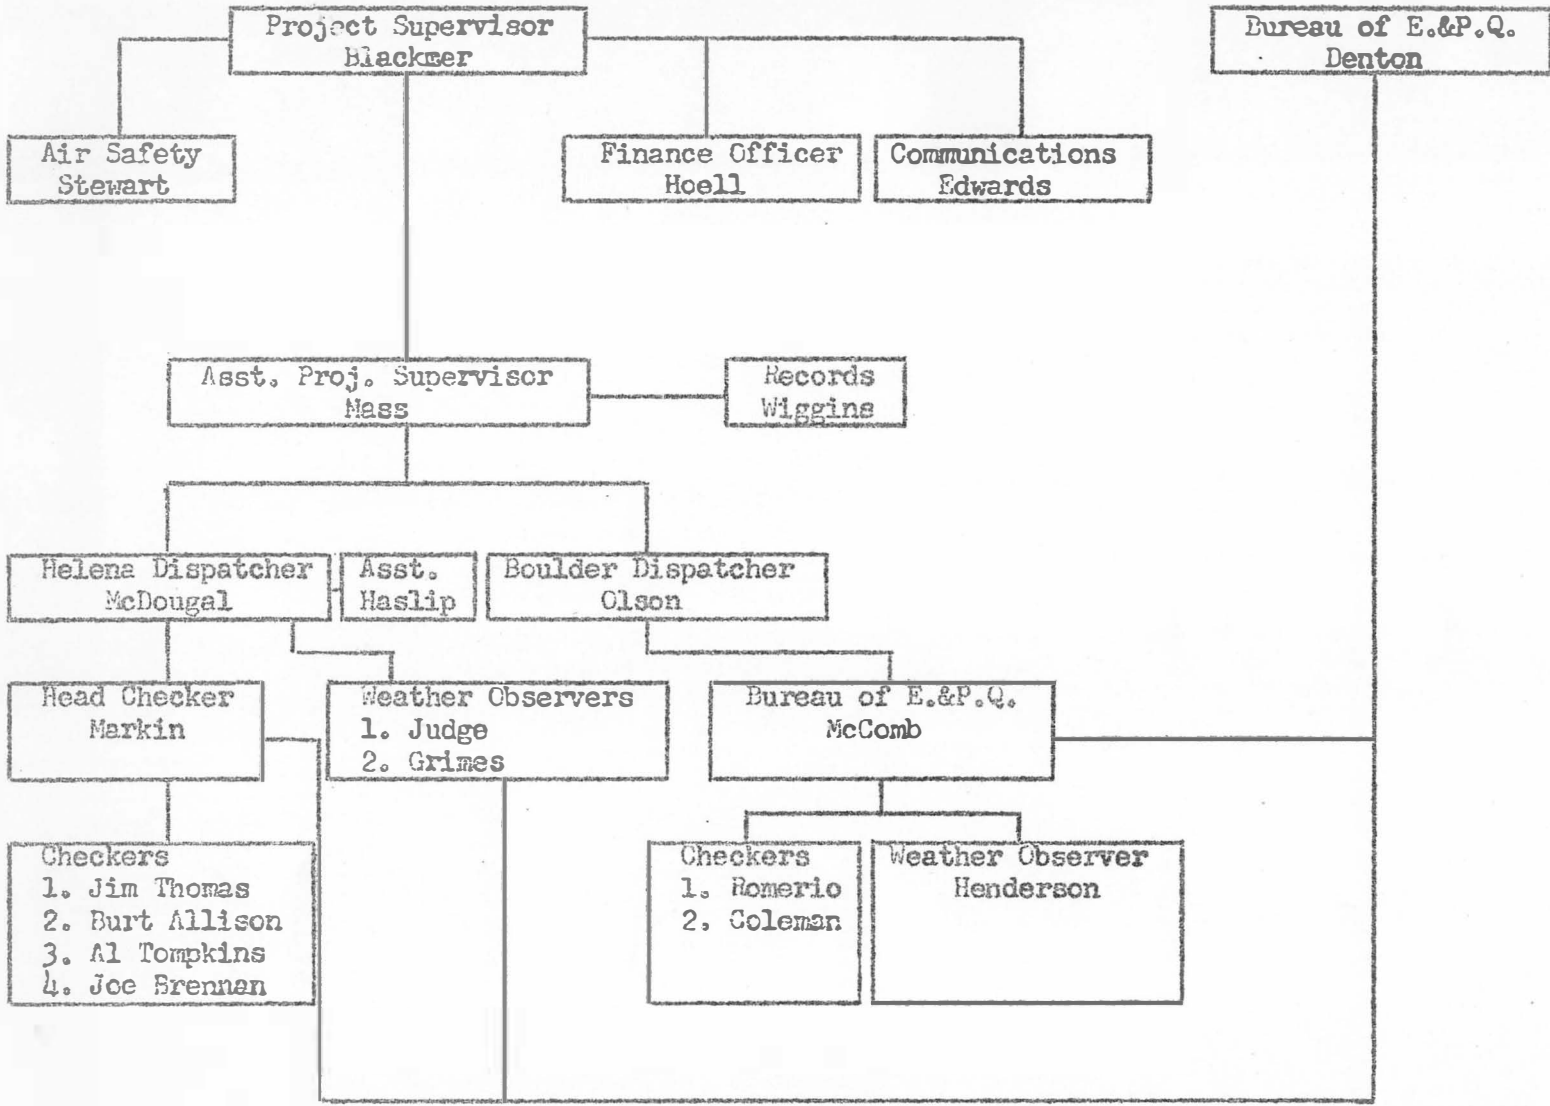 Project Supervisor
Blackmer
Bureau of E.&P.Q.
Denton
Air Safety
Stewart
Finance Officer
Hoell
Communications
Edwards
Asst. Proj. Supervisor
Mass
Records
Wiggins
Helena Dispatcher
McDougal
Asst.
Haslip
Boulder Dispatcher
Olson
Head Checker
Markin
Weather Observers
1. Judge
2. Grimes
Bureau of E.&P.Q.
McComb
Checkers
1. Jim Thomas
2. Burt Allison
3. Al Tompkins
4. Joe Brennan
Checkers
1. Romerio
2. Coleman
Weather Observer
Henderson